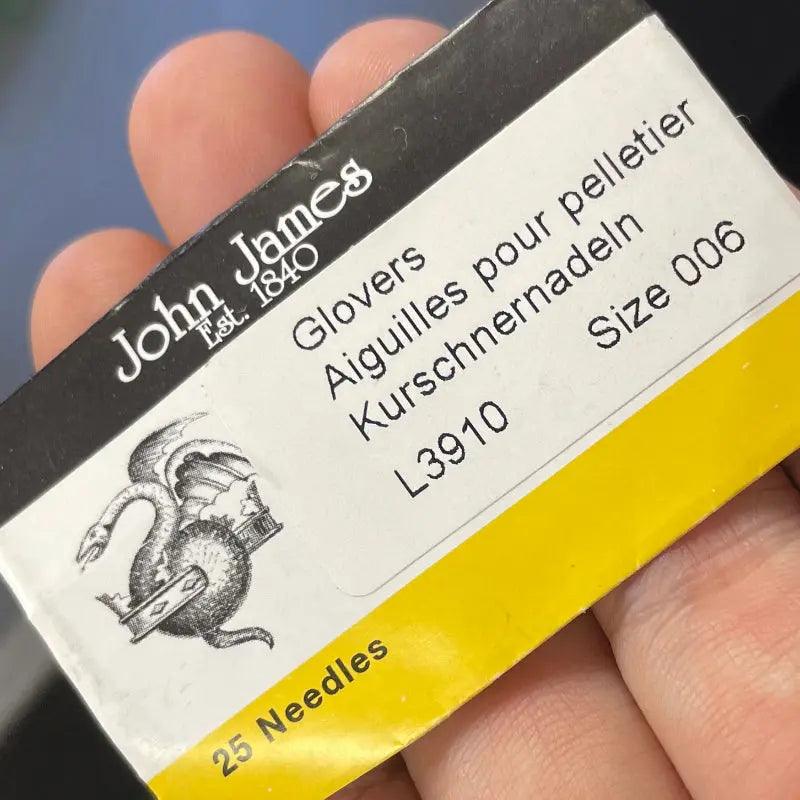 John James
Est. 1840
Glovers
Aiguilles pour pelletier
Kurschnernadeln
L3910 Size 006
25 Needles